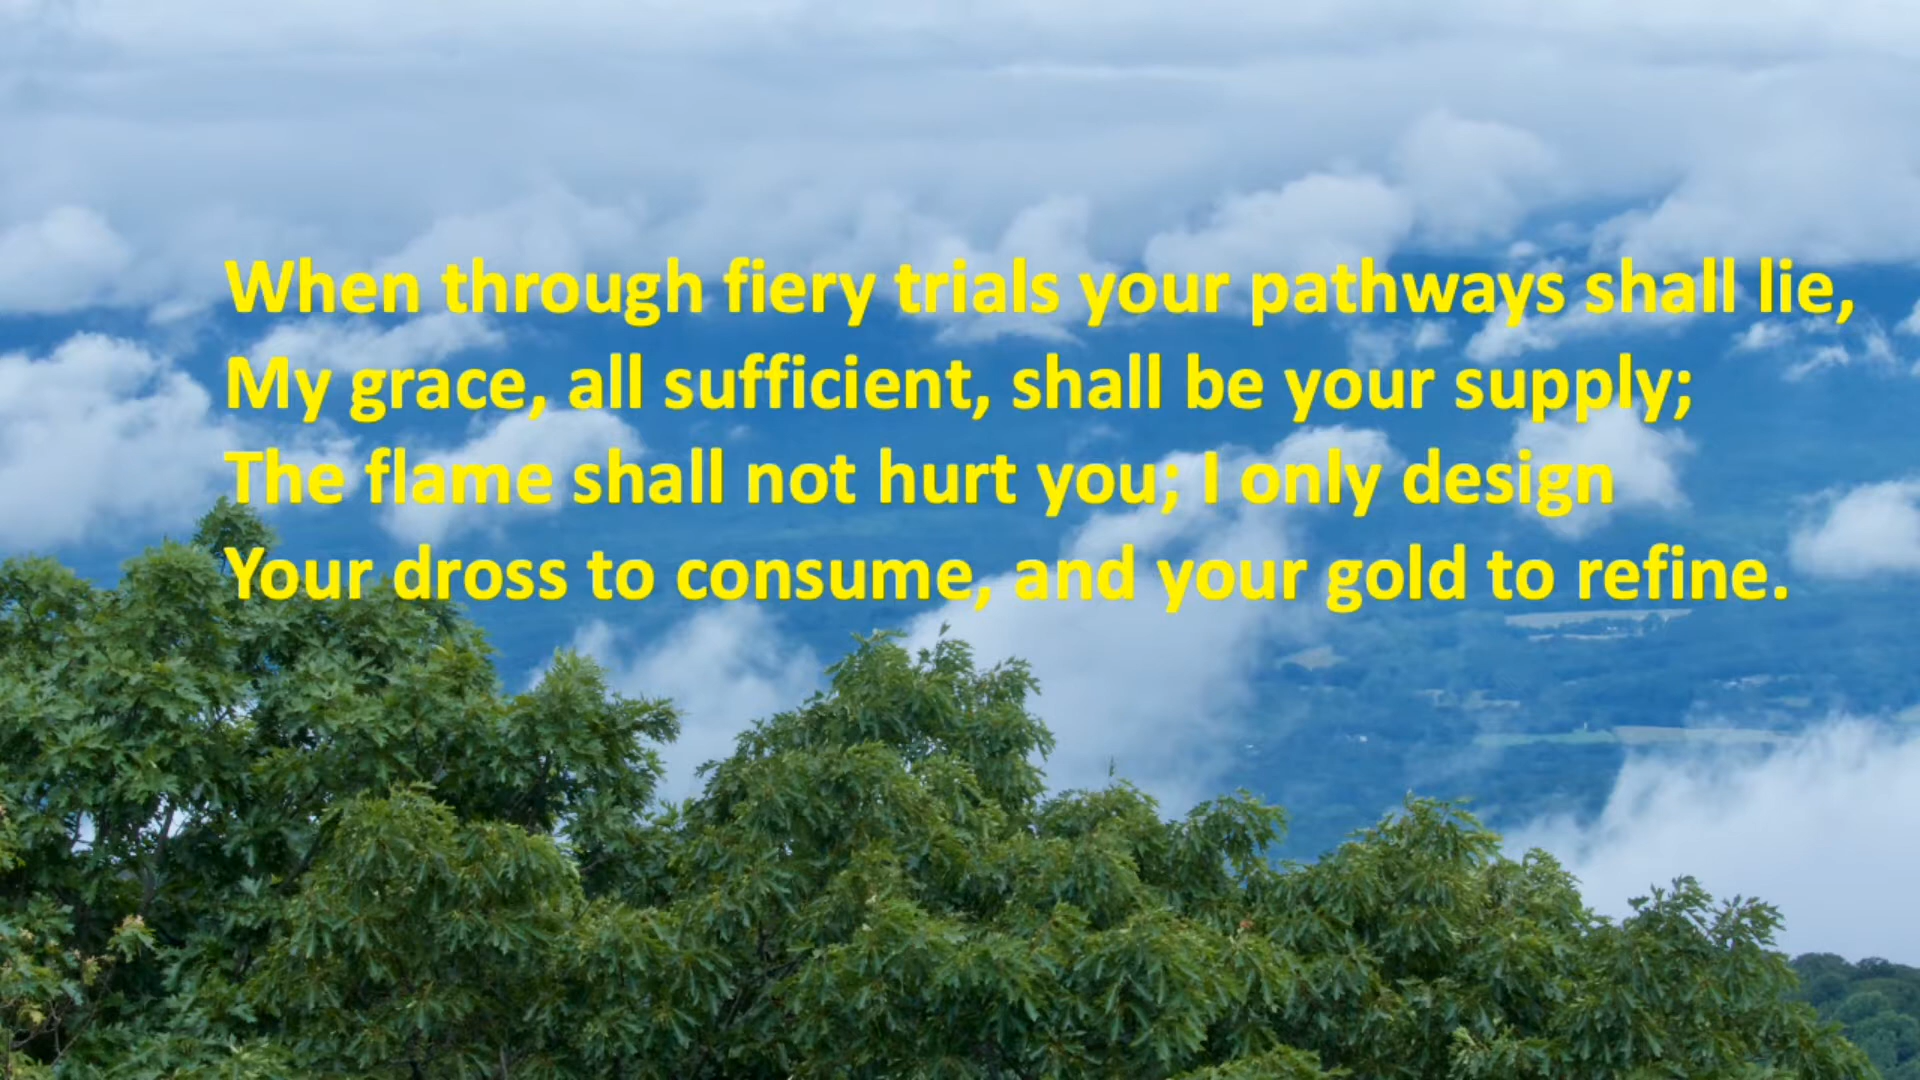 When through fiery trials your pathways shall lie,
My grace, all sufficient, shall be your supply;
The flame shall not hurt you; I only design
Your dross to consume, and your gold to refine.